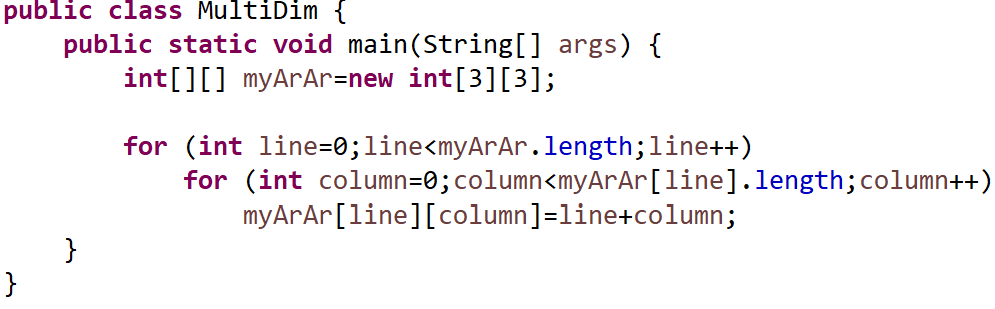 public class MultiDim {
    public static void main(String[] args) {
        int[][] myArAr=new int[3][3];

        for (int line=0;line<myArAr.length;line++)
            for (int column=0;column<myArAr[line].length;column++)
                myArAr[line][column]=line+column;
    }
}